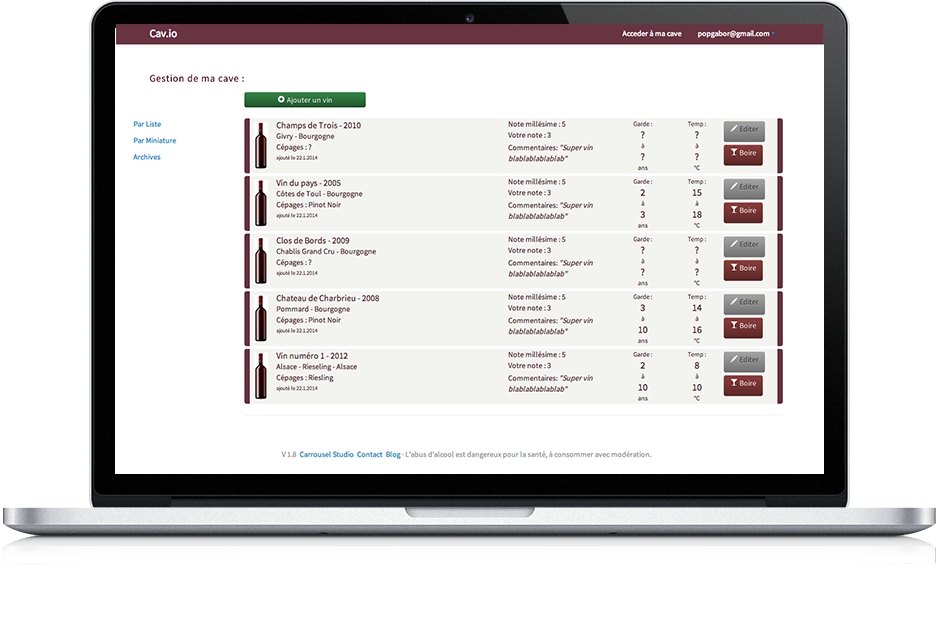 Cav.io
Acceder à ma cave popgabor@gmail.com
Gestion de ma cave :
Ajouter un vin
Par Liste
Par Miniature
Archives
Champs de Trois - 2010
Givry - Bourgogne
Cépages : ?
ajouté le 22.1.2014
Note millésime : 5
Votre note : 3
Commentaires: "Super vin
blablablablablab"
Garde :
?
à
?
ans
Temp :
?
à
?
°C
Editer
Boire
Vin du pays - 2005
Côtes de Toul - Bourgogne
Cépages : Pinot Noir
ajouté le 22.1.2014
Note millésime : 5
Votre note : 3
Commentaires: "Super vin
blablablablablab"
Garde :
2
à
3
ans
Temp :
15
à
18
°C
Editer
Boire
Clos de Bords - 2009
Chablis Grand Cru - Bourgogne
Cépages : ?
ajouté le 22.1.2014
Note millésime : 5
Votre note : 3
Commentaires: "Super vin
blablablablablab"
Garde :
?
à
?
ans
Temp :
?
à
?
°C
Editer
Boire
Chateau de Charbrieu - 2008
Pommard - Bourgogne
Cépages : Pinot Noir
ajouté le 22.1.2014
Note millésime : 5
Votre note : 3
Commentaires: "Super vin
blablablablablab"
Garde :
3
à
10
ans
Temp :
14
à
16
°C
Editer
Boire
Vin numéro 1 - 2012
Alsace - Rieseling - Alsace
Cépages : Riesling
ajouté le 22.1.2014
Note millésime : 5
Votre note : 3
Commentaires: "Super vin
blablablablablab"
Garde :
2
à
10
ans
Temp :
8
à
10
°C
Editer
Boire
V 1.8 Carrousel Studio Contact Blog · L'abus d'alcool est dangereux pour la santé, à consommer avec modération.